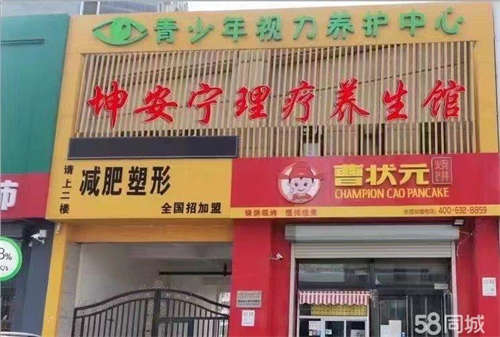 青少年视力养护中心
坤安宁理疗养生馆
请上二楼
减肥塑形
全国招加盟
曹状元
CHAMPION CAO PANCAKE
400-632-8859
3%
K/s
58同城